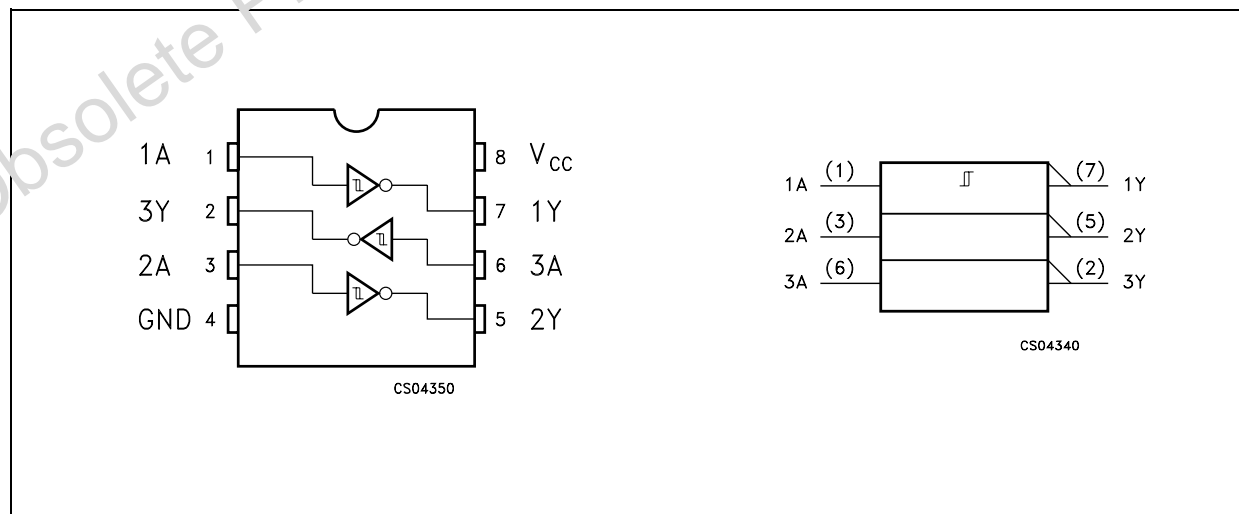 Obsolete
1A 1
3Y 2
2A 3
GND 4
8 VCC
7 1Y
6 3A
5 2Y
CS04350
1A (1)
2A (3)
3A (6)
(7) 1Y
(5) 2Y
(2) 3Y
CS04340